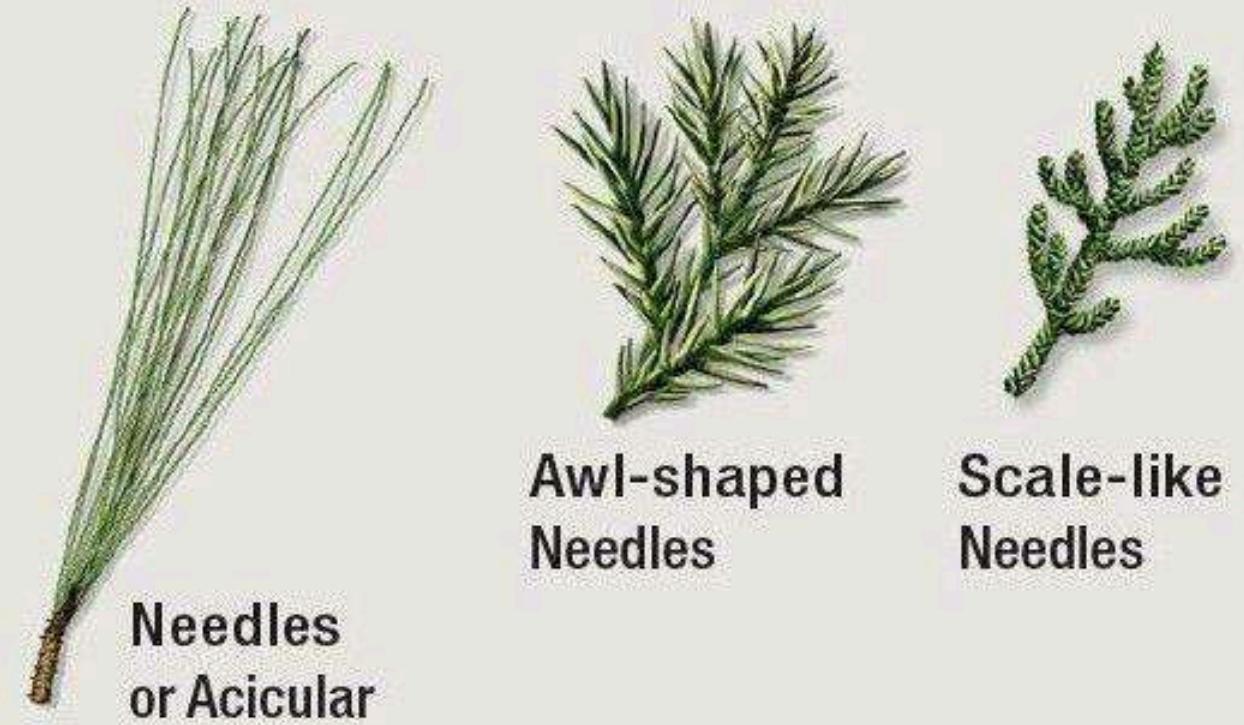 Needles
or Acicular
Awl-shaped
Needles
Scale-like
Needles